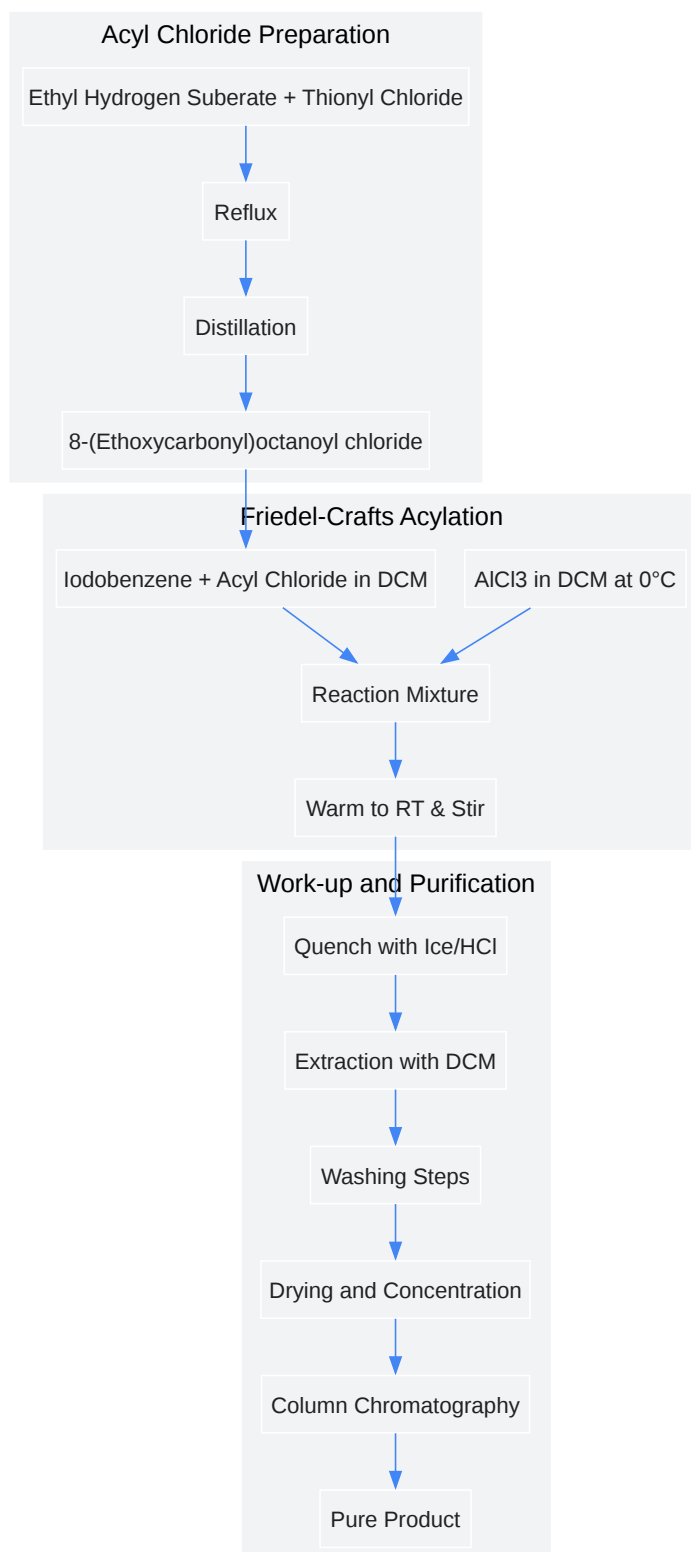 Acyl Chloride Preparation
Ethyl Hydrogen Suberate + Thionyl Chloride
Reflux
Distillation
8-(Ethoxycarbonyl)octanoyl chloride
Friedel-Crafts Acylation
Iodobenzene + Acyl Chloride in DCM
AlCl3 in DCM at 0°C
Reaction Mixture
Warm to RT & Stir
Work-up and Purification
Quench with Ice/HCl
Extraction with DCM
Washing Steps
Drying and Concentration
Column Chromatography
Pure Product